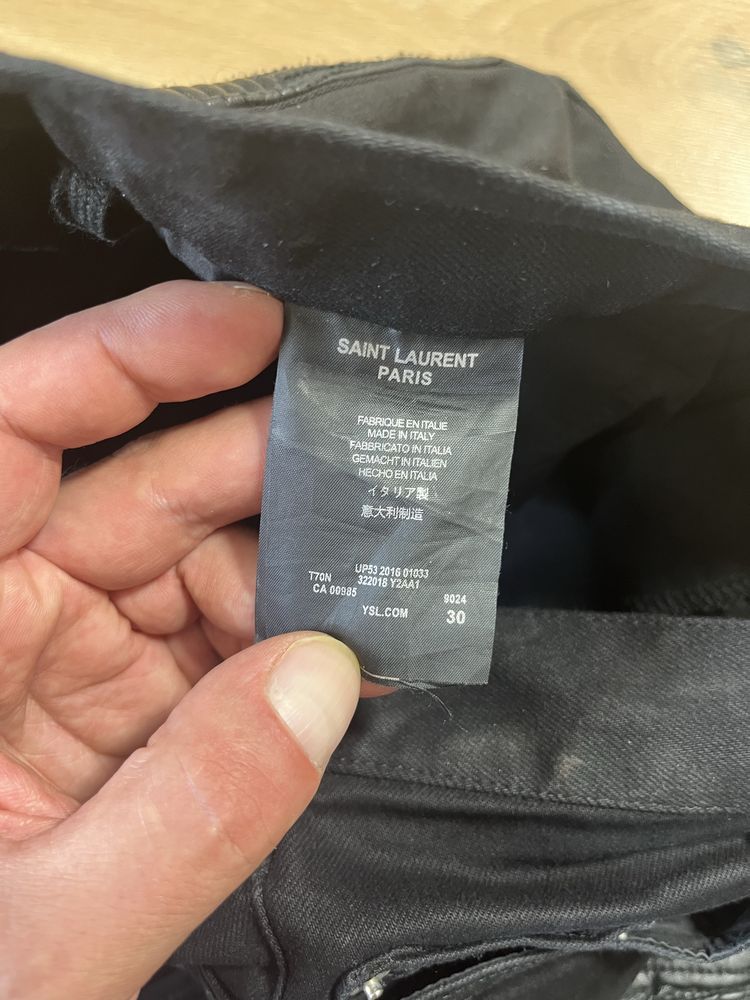 SAINT LAURENT
PARIS
FABRIQUE EN ITALIE
MADE IN ITALY
FABBRICATO IN ITALIA
GEMACHT IN ITALIEN
HECHO EN ITALIA
イタリア製
意大利制造
UP53 2016 01033
T70N 322018 Y2AA1 9024
CA 00985
YSL.COM 30